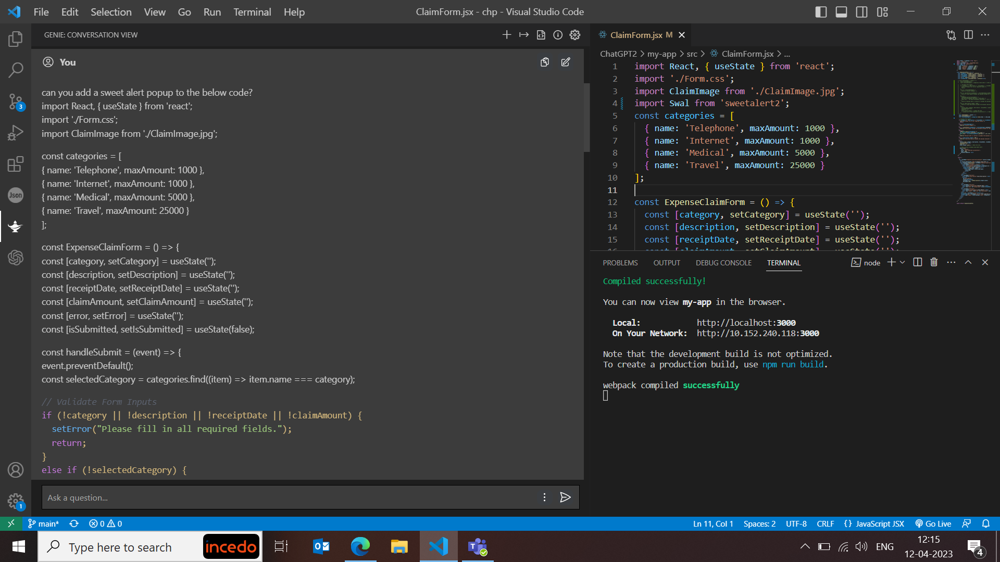 File Edit Selection View Go Run Terminal Help
ClaimForm.jsx - chp - Visual Studio Code
GENIE: CONVERSATION VIEW
You
can you add a sweet alert popup to the below code?
import React, { useState } from 'react';
import './Form.css';
import ClaimImage from './ClaimImage.jpg';
const categories = [
{ name: 'Telephone', maxAmount: 1000 },
{ name: 'Internet', maxAmount: 1000 },
{ name: 'Medical', maxAmount: 5000 },
{ name: 'Travel', maxAmount: 25000 }
];
const ExpenseClaimForm = () => {
const [category, setCategory] = useState('');
const [description, setDescription] = useState('');
const [receiptDate, setReceiptDate] = useState('');
const [claimAmount, setClaimAmount] = useState('');
const [error, setError] = useState('');
const [isSubmitted, setIsSubmitted] = useState(false);
const handleSubmit = (event) => {
event.preventDefault();
const selectedCategory = categories.find((item) => item.name === category);
// Validate Form Inputs
if (!category || !description || !receiptDate || !claimAmount) {
setError("Please fill in all required fields.");
return;
}
else if (!selectedCategory) {
Ask a question...
3
Json
1
ClaimForm.jsx M
ChatGPT2 > my-app > src > ClaimForm.jsx > ...
1 import React, { useState } from 'react';
2 import './Form.css';
3 import ClaimImage from './ClaimImage.jpg';
4 import Swal from 'sweetalert2';
5 const categories = [
6 { name: 'Telephone', maxAmount: 1000 },
7 { name: 'Internet', maxAmount: 1000 },
8 { name: 'Medical', maxAmount: 5000 },
9 { name: 'Travel', maxAmount: 25000 }
10 ];
11
12 const ExpenseClaimForm = () => {
13 const [category, setCategory] = useState('');
14 const [description, setDescription] = useState('');
15 const [receiptDate, setReceiptDate] = useState('');
16 const [claimAmount, setClaimAmount] = useState('');
PROBLEMS OUTPUT DEBUG CONSOLE TERMINAL
node
Compiled successfully!
You can now view my-app in the browser.
Local: http://localhost:3000
On Your Network: http://10.152.240.118:3000
Note that the development build is not optimized.
To create a production build, use npm run build.
webpack compiled successfully
main* 0 0
Ln 11, Col 1 Spaces: 2 UTF-8 CRLF {} JavaScript JSX Go Live
Type here to search
incedo
ENG
12:15
12-04-2023
4